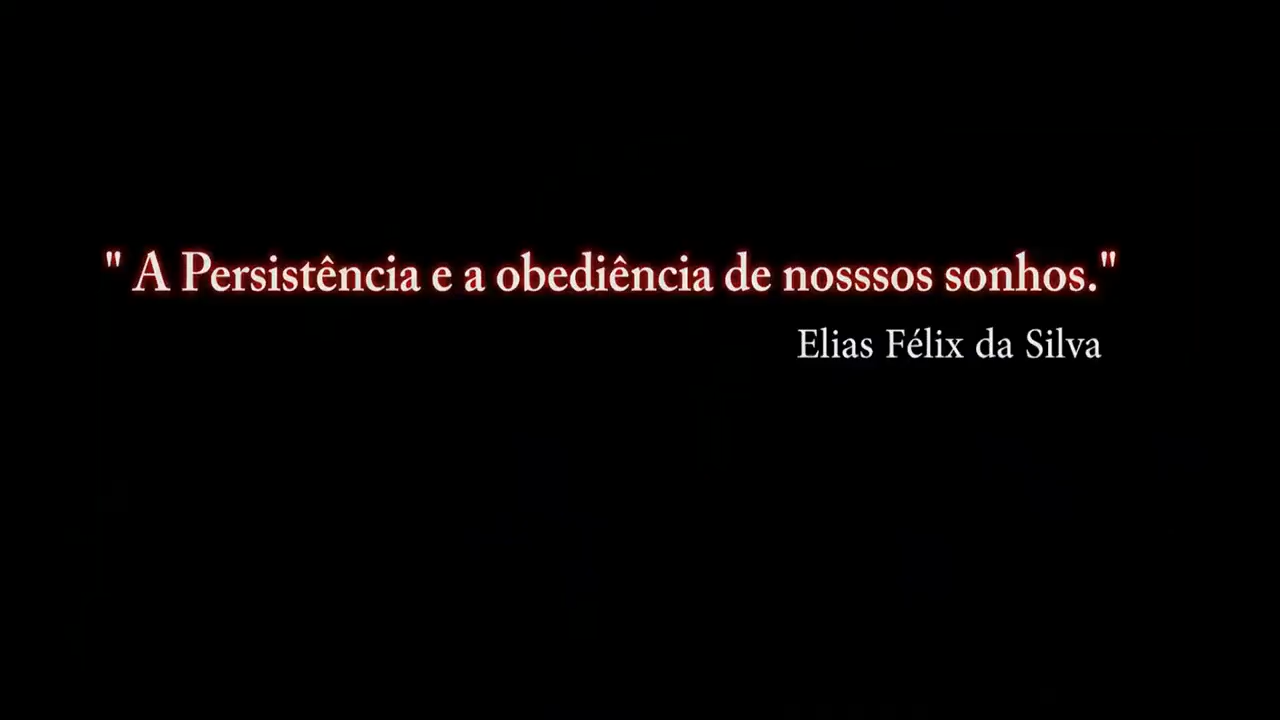 " A Persistência e a obediência de nosssos sonhos."
Elias Félix da Silva